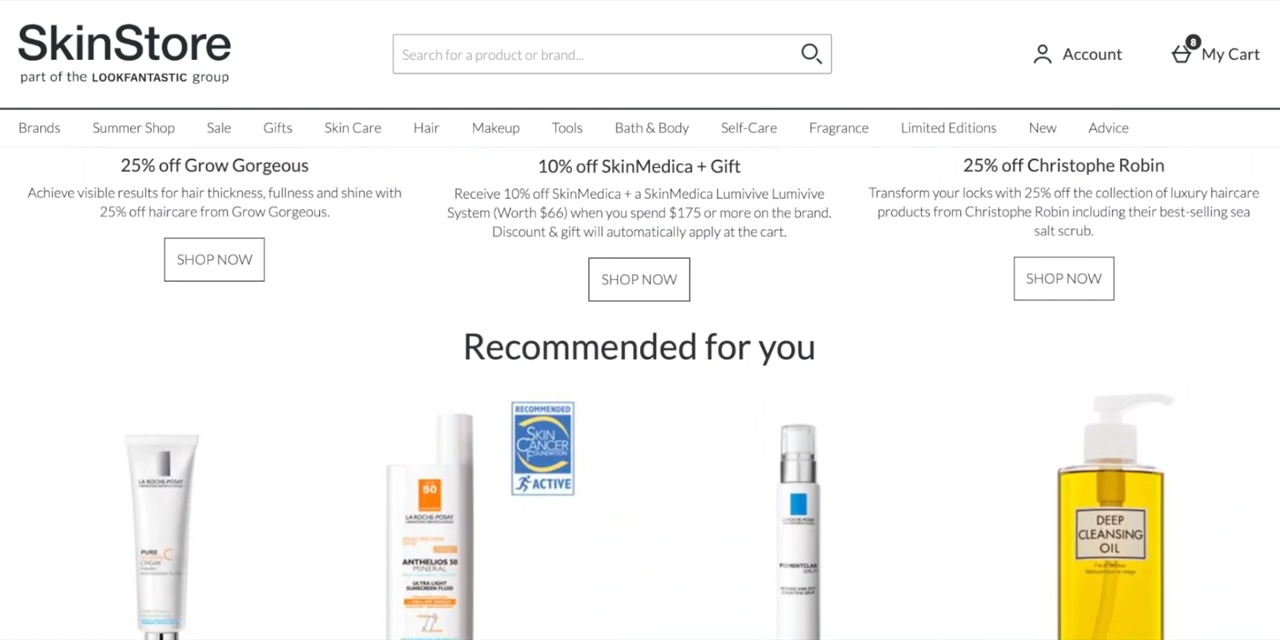 SkinStore
part of the LOOKFANTASTIC group
Search for a product or brand...
Account
8
My Cart
Brands
Summer Shop
Sale
Gifts
Skin Care
Hair
Makeup
Tools
Bath & Body
Self-Care
Fragrance
Limited Editions
New
Advice
25% off Grow Gorgeous
Achieve visible results for hair thickness, fullness and shine with
25% off haircare from Grow Gorgeous.
SHOP NOW
10% off SkinMedica + Gift
Receive 10% off SkinMedica + a SkinMedica Lumivive Lumivive
System (Worth $66) when you spend $175 or more on the brand.
Discount & gift will automatically apply at the cart.
SHOP NOW
25% off Christophe Robin
Transform your locks with 25% off the collection of luxury haircare
products from Christophe Robin including their best-selling sea
salt scrub.
SHOP NOW
Recommended for you
LA ROCHE-POSAY
PURE
C
CREAM
50
LA ROCHE-POSAY
ANTHELIOS 50
MINERAL
ULTRA LIGHT
SUNSCREEN FLUID
RECOMMENDED
SKIN
CANCER
FOUNDATION
ACTIVE
PIGMENTCLAR
SERUM
DEEP
CLEANSING
OIL